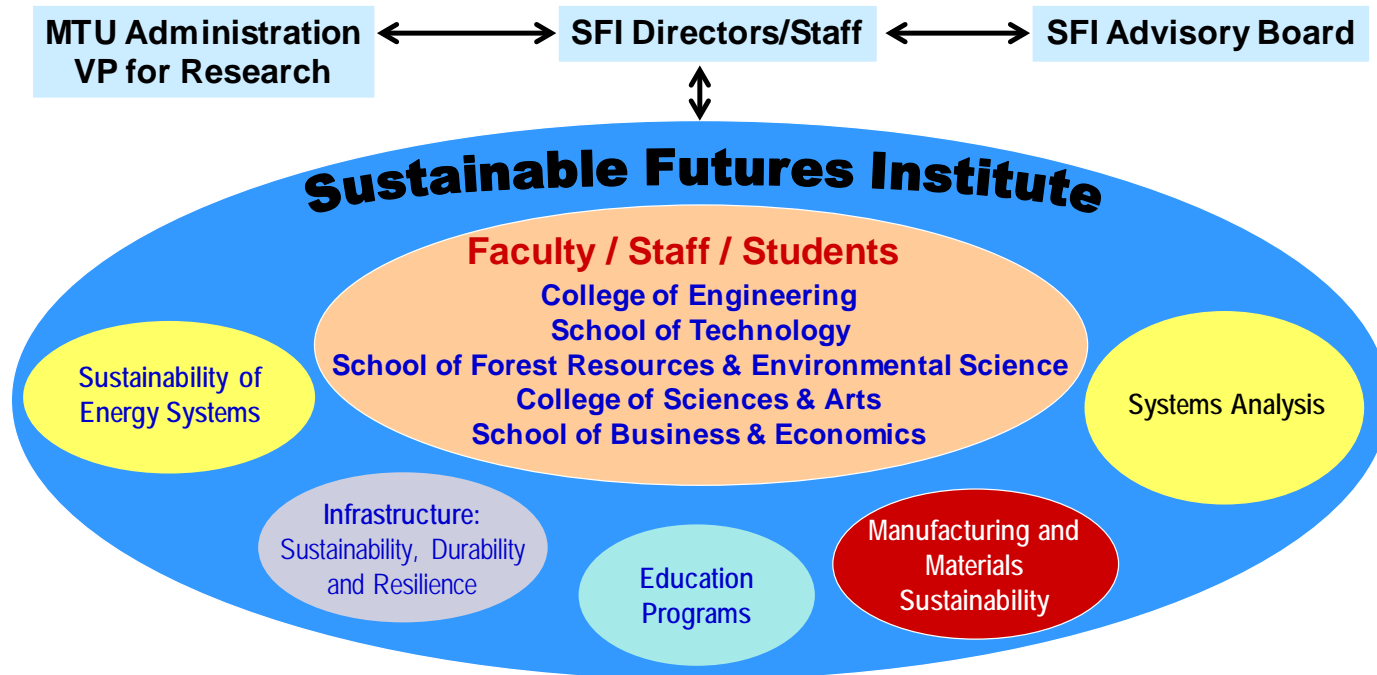 MTU Administration
VP for Research
SFI Directors/Staff
SFI Advisory Board
Sustainable Futures Institute
Faculty / Staff / Students
College of Engineering
School of Technology
School of Forest Resources & Environmental Science
College of Sciences & Arts
School of Business & Economics
Sustainability of
Energy Systems
Systems Analysis
Infrastructure:
Sustainability, Durability
and Resilience
Education
Programs
Manufacturing and
Materials
Sustainability